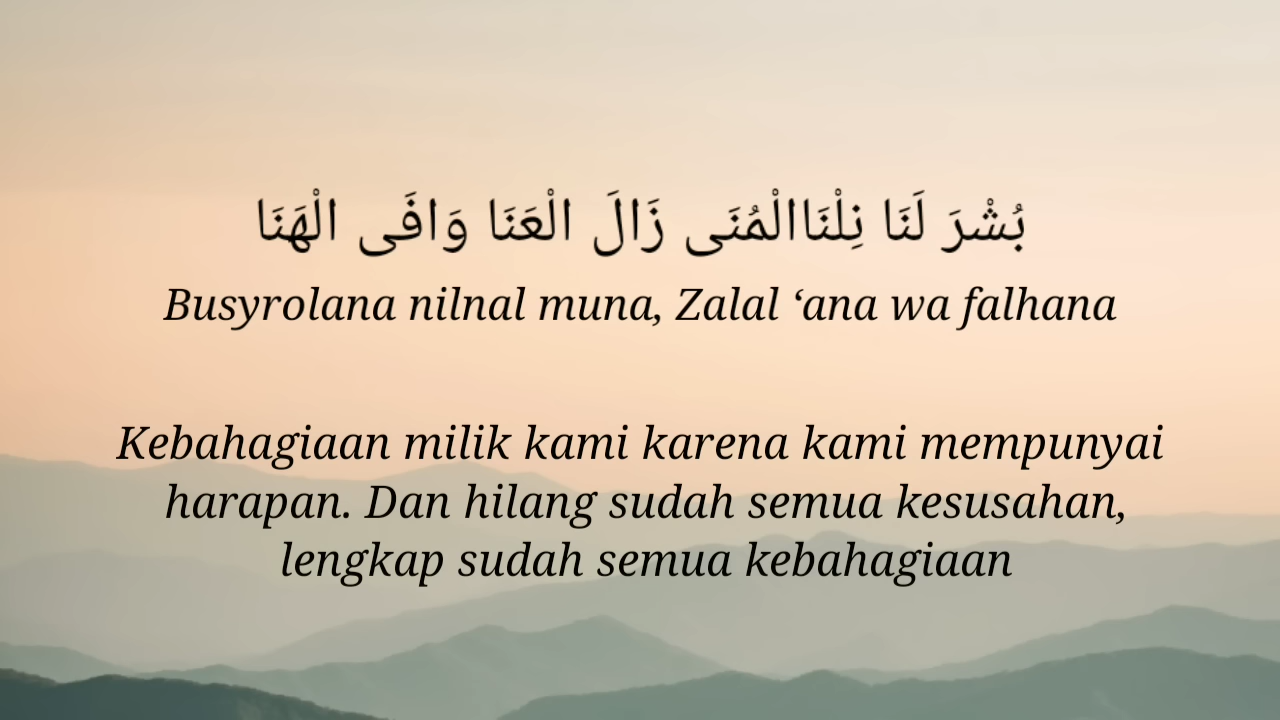 بُشْرَ لَنَا نِلْنَاالْمُنَى زَالَ الْعَنَا وَافَى الْهَنَا
Busyrolana nilnal muna, Zalal ‘ana wa falhana
Kebahagiaan milik kami karena kami mempunyai
harapan. Dan hilang sudah semua kesusahan,
lengkap sudah semua kebahagiaan